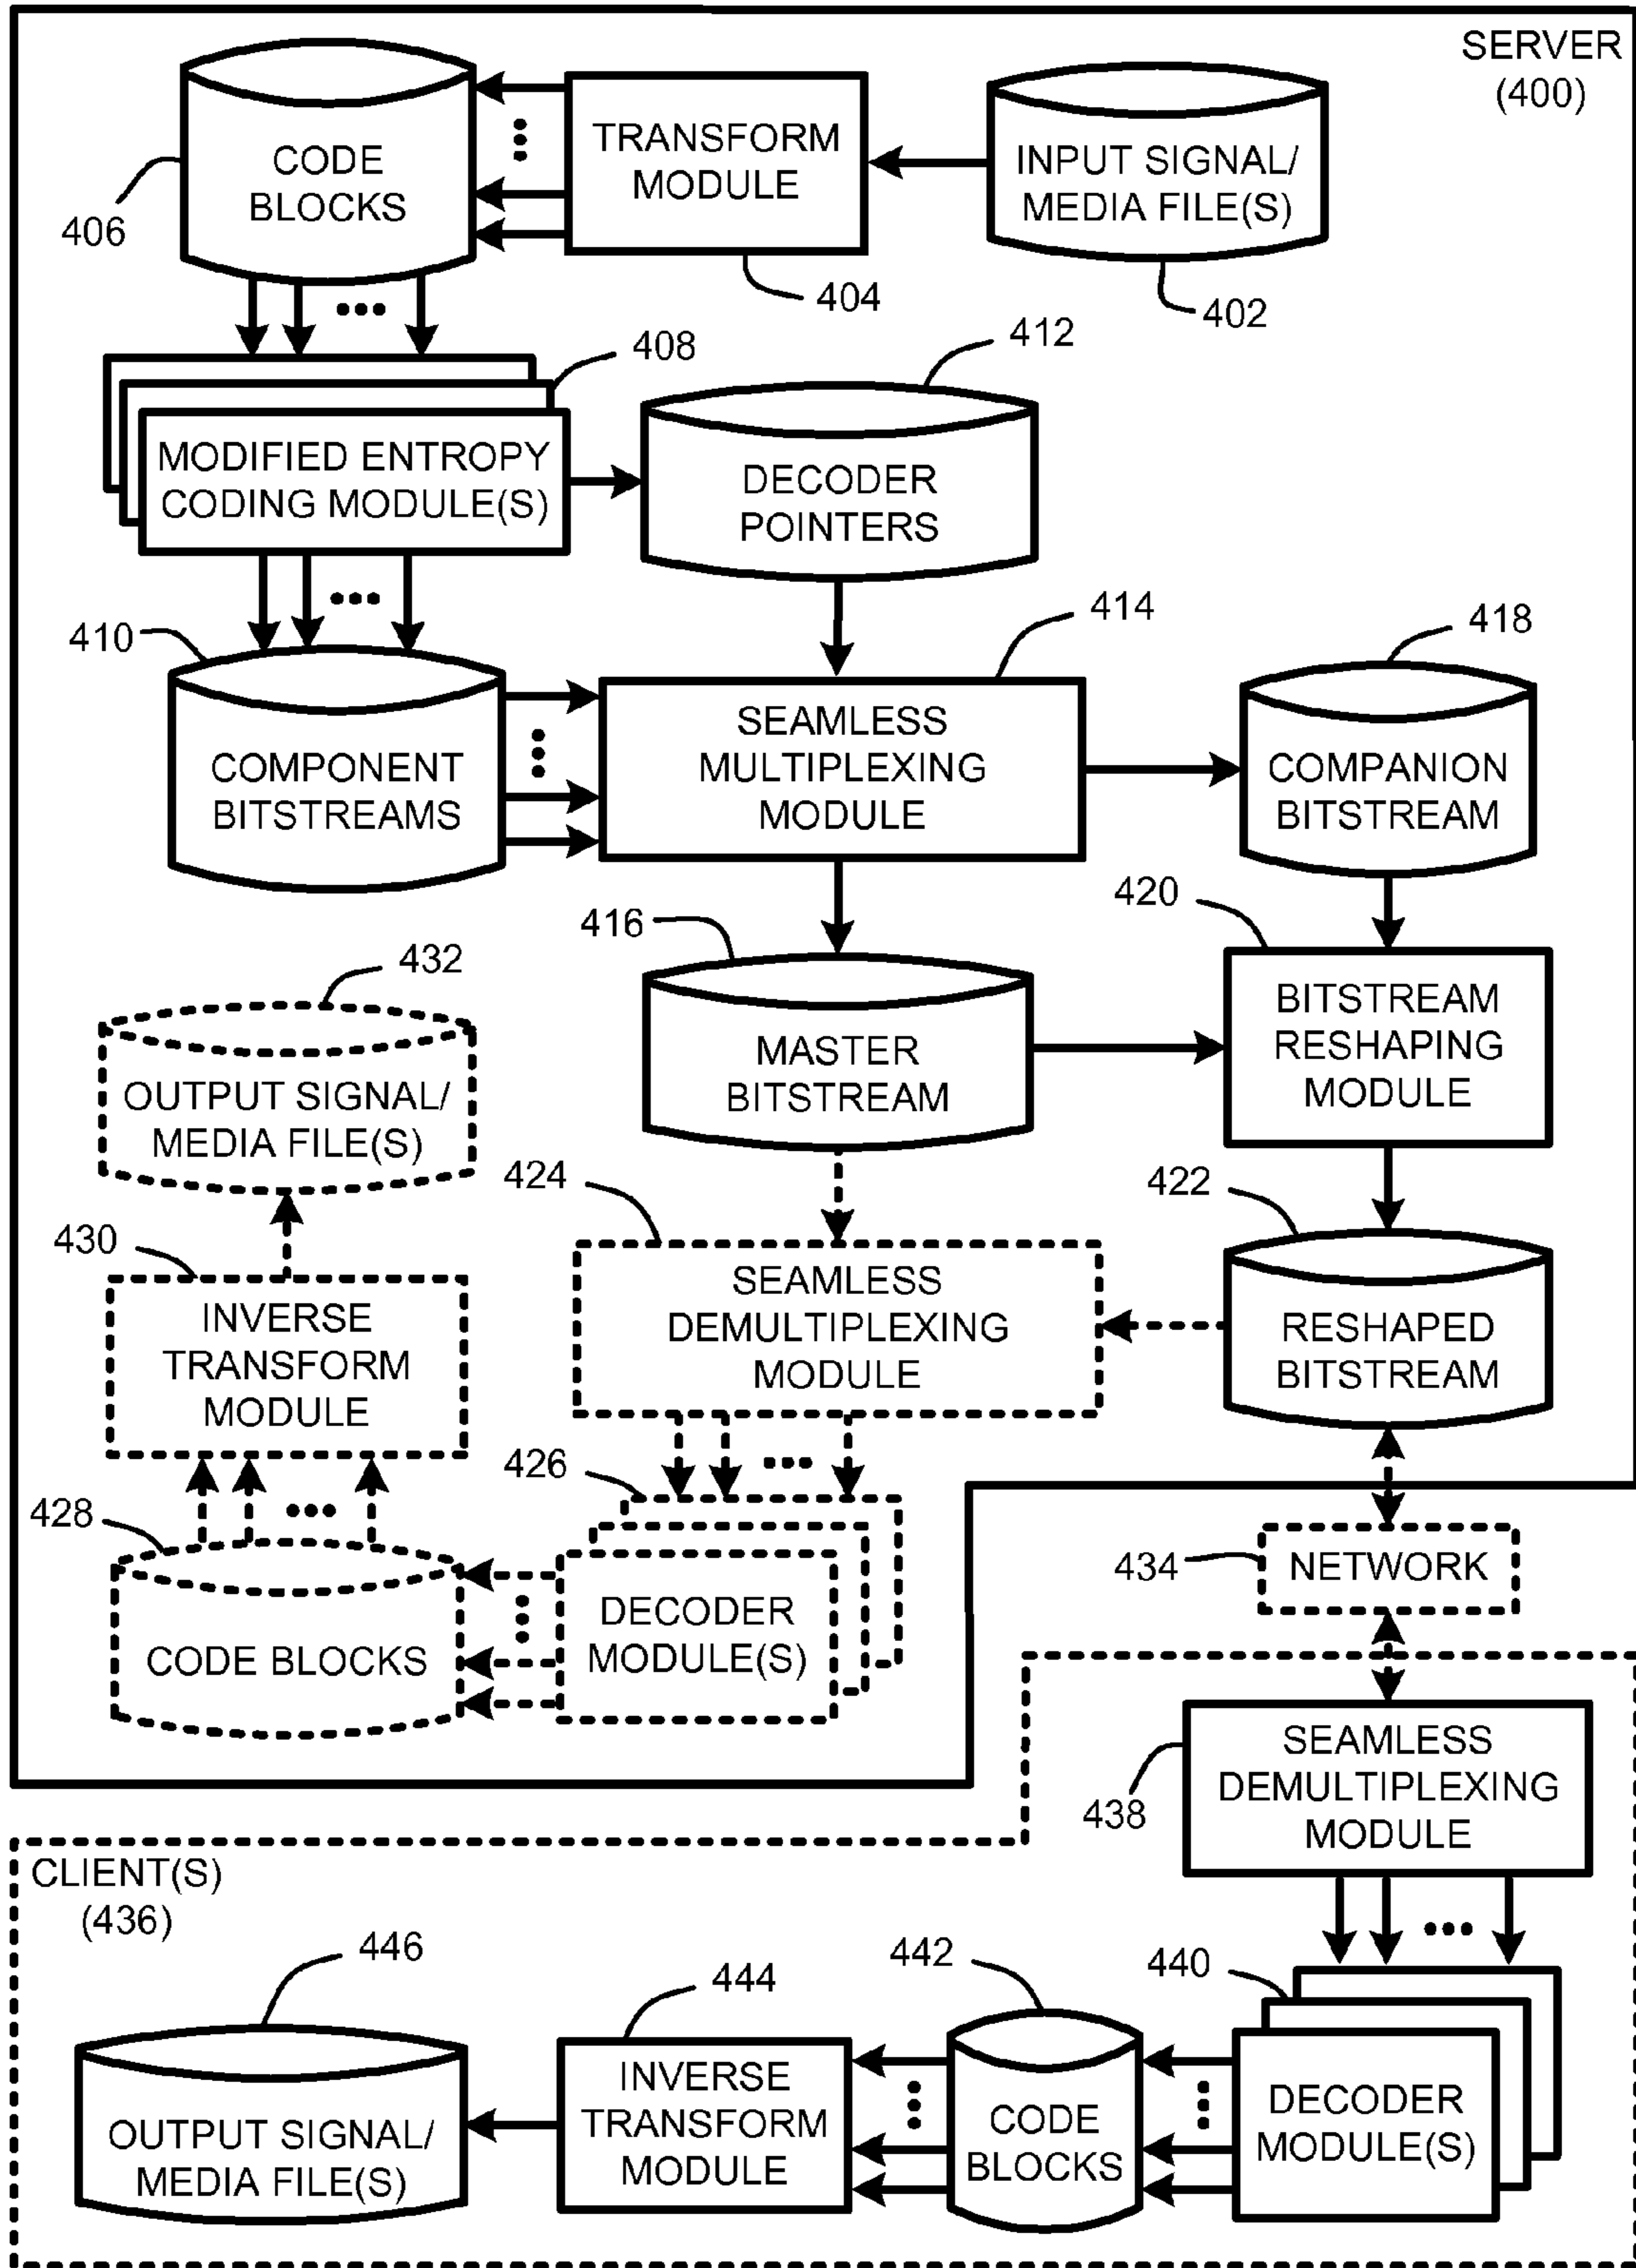 SERVER
(400)
CODE
BLOCKS
406
TRANSFORM
MODULE
404
INPUT SIGNAL/
MEDIA FILE(S)
402
408
MODIFIED ENTROPY
CODING MODULE(S)
412
DECODER
POINTERS
410
COMPONENT
BITSTREAMS
414
SEAMLESS
MULTIPLEXING
MODULE
418
COMPANION
BITSTREAM
416
MASTER
BITSTREAM
420
BITSTREAM
RESHAPING
MODULE
432
OUTPUT SIGNAL/
MEDIA FILE(S)
424
SEAMLESS
DEMULTIPLEXING
MODULE
422
RESHAPED
BITSTREAM
430
INVERSE
TRANSFORM
MODULE
428
CODE BLOCKS
426
DECODER
MODULE(S)
434
NETWORK
438
SEAMLESS
DEMULTIPLEXING
MODULE
CLIENT(S)
(436)
446
OUTPUT SIGNAL/
MEDIA FILE(S)
444
INVERSE
TRANSFORM
MODULE
442
CODE
BLOCKS
440
DECODER
MODULE(S)